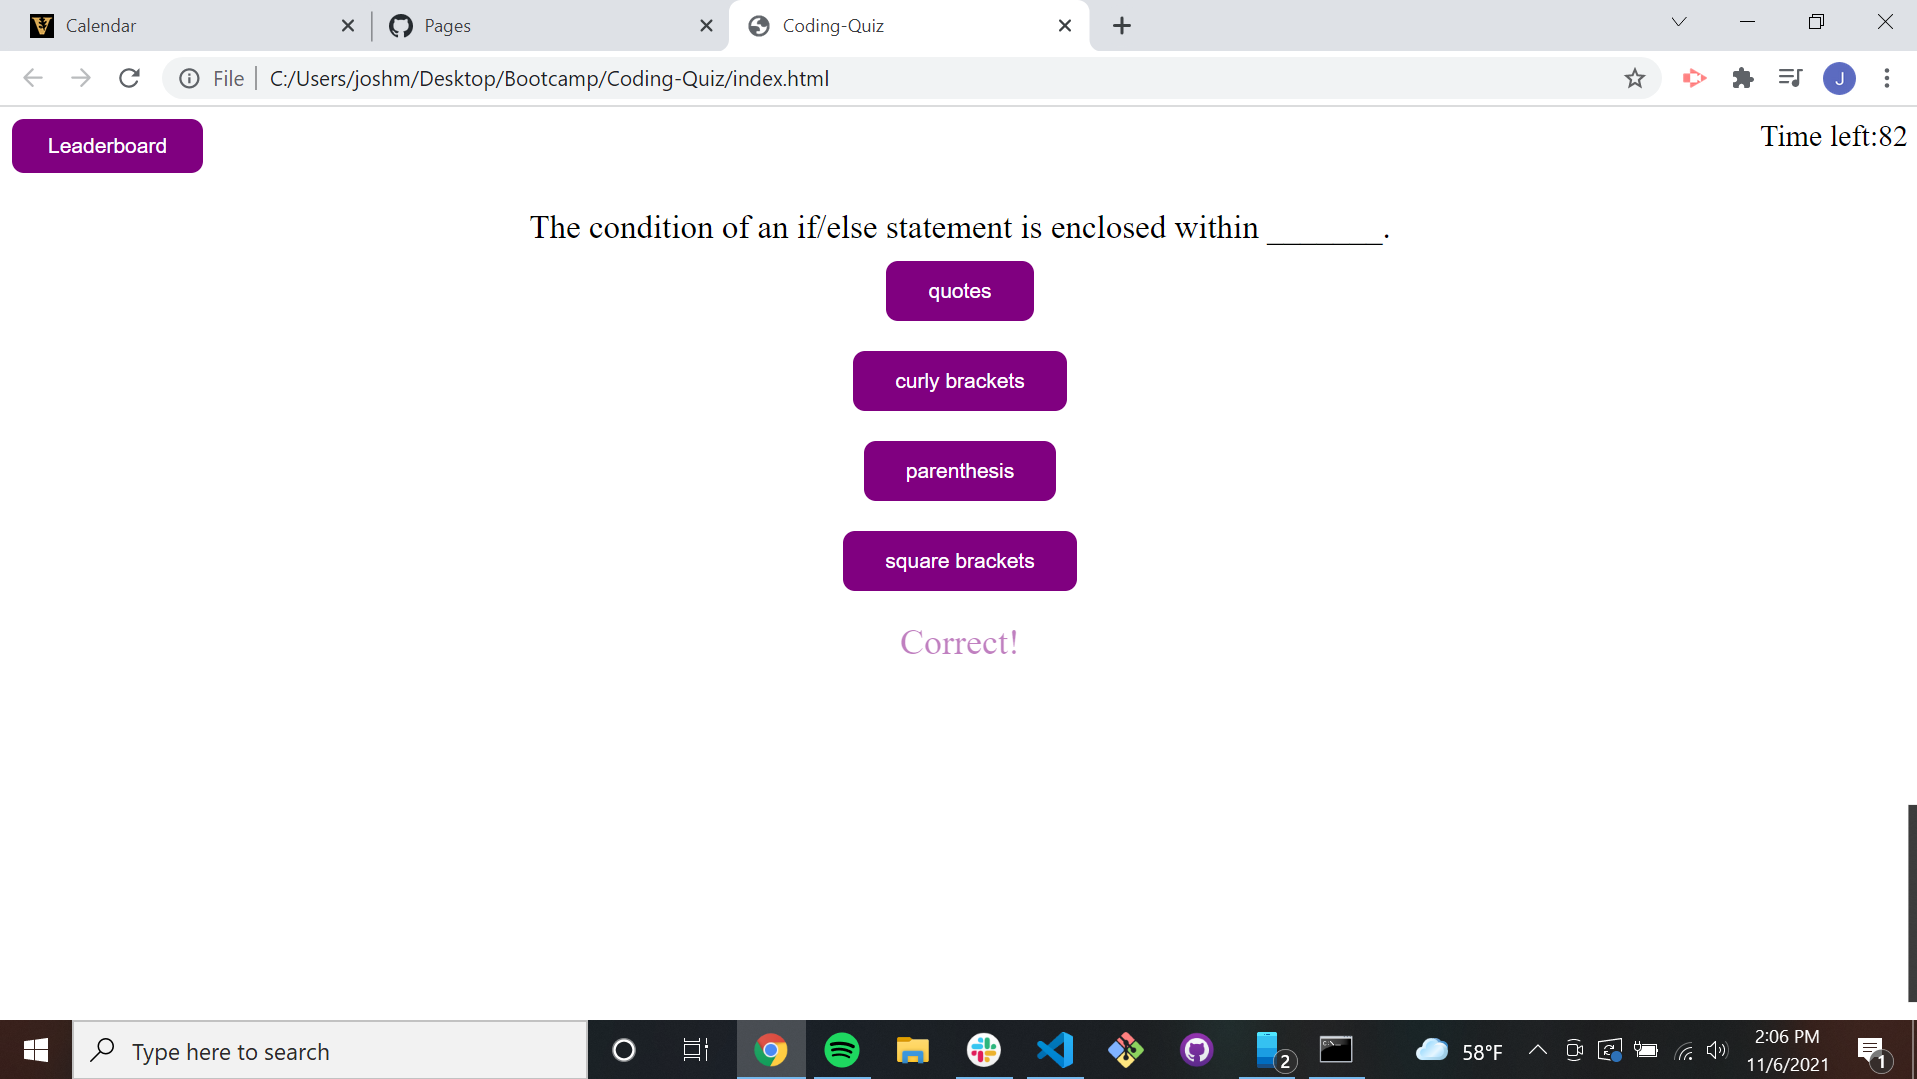 Calendar
Pages
Coding-Quiz
File
C:/Users/joshm/Desktop/Bootcamp/Coding-Quiz/index.html
J
Leaderboard
Time left:82
The condition of an if/else statement is enclosed within _______.
quotes
curly brackets
parenthesis
square brackets
Correct!
Type here to search
2
58°F
2:06 PM
11/6/2021
1